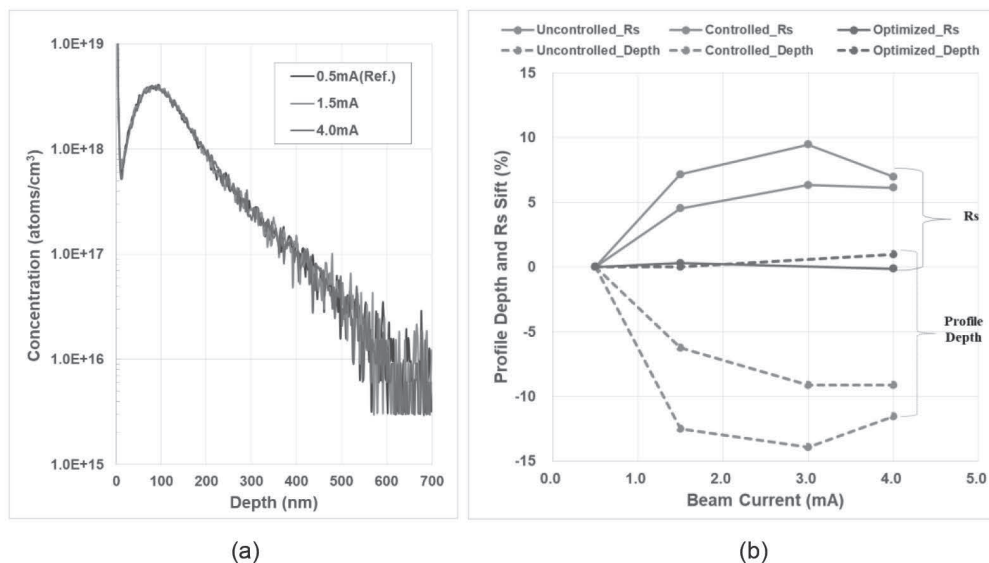 1.0E+19
1.0E+18
1.0E+17
1.0E+16
1.0E+15
Concentration (atoms/cm³)
0.5mA(Ref.)
1.5mA
4.0mA
0 100 200 300 400 500 600 700
Depth (nm)
(a)
Uncontrolled_Rs Controlled_Rs Optimized_Rs
Uncontrolled_Depth Controlled_Depth Optimized_Depth
15
10
5
0
-5
-10
-15
Profile Depth and Rs Sift (%)
Rs
Profile
Depth
0.0 1.0 2.0 3.0 4.0 5.0
Beam Current (mA)
(b)